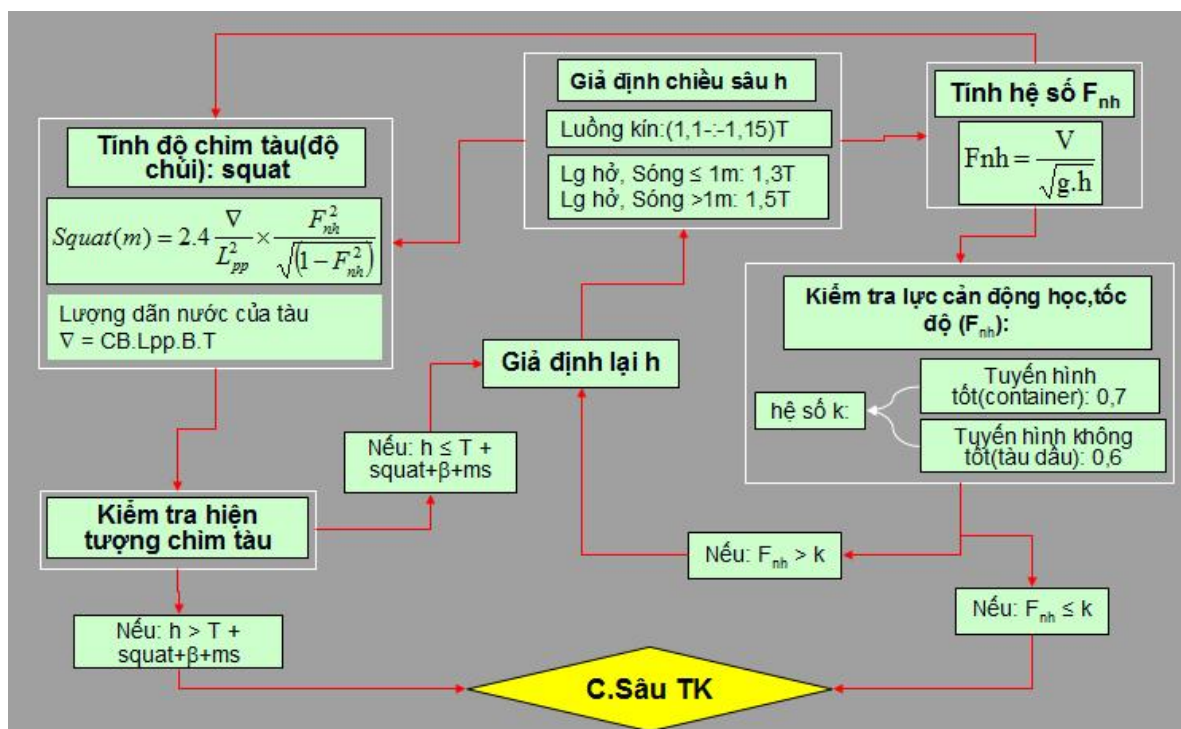 Giả định chiều sâu h
Luồng kín:(1,1-:-1,15)T
Lg hở, Sóng ≤ 1m: 1,3T
Lg hở, Sóng >1m: 1,5T
Tính hệ số Fnh
Fnh = V / √g.h
Tính độ chìm tàu(độ
chúi): squat
Squat(m) = 2.4 ∇ / L²pp × F²nh / √(1 − F²nh)
Lượng dãn nước của tàu
∇ = CB.Lpp.B.T
Kiểm tra lực cản động học,tốc
độ (Fnh):
hệ số k:
Tuyến hình
tốt(container): 0,7
Tuyến hình không
tốt(tàu dầu): 0,6
Giả định lại h
Nếu: h ≤ T +
squat+β+ms
Kiểm tra hiện
tượng chìm tàu
Nếu: Fnh > k
Nếu: Fnh ≤ k
Nếu: h > T +
squat+β+ms
C.Sâu TK